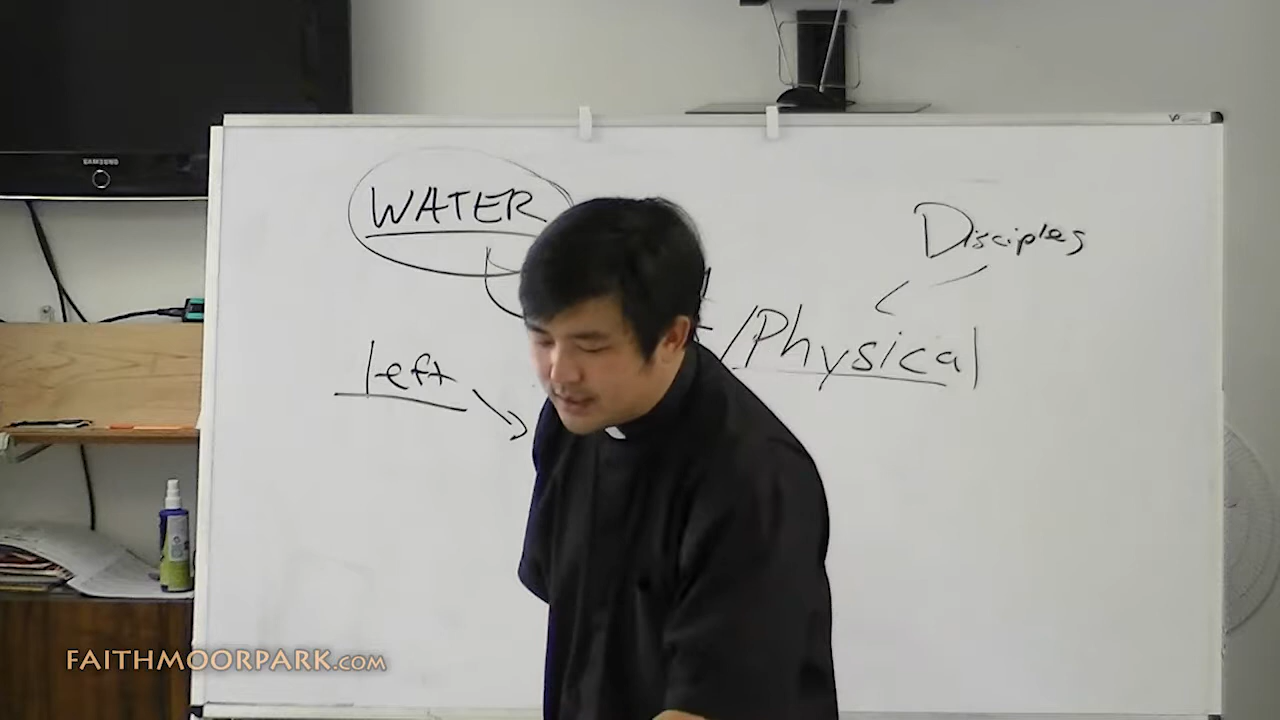 SAMSUNG
WATER
Disciples
/Physical
left
FAITHMOORPARK.COM